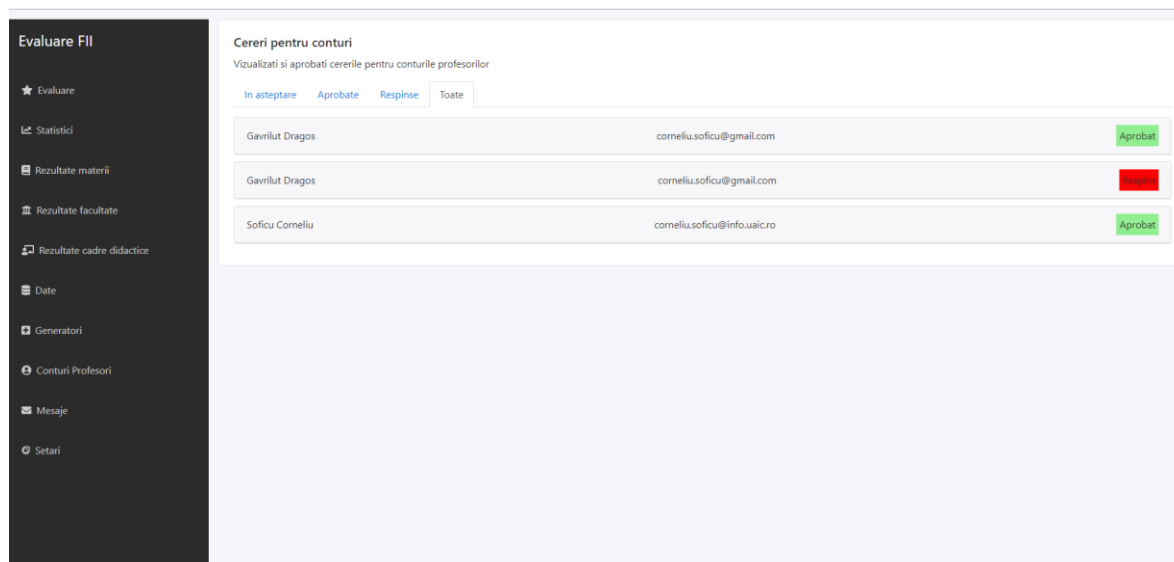 Evaluare FII
Evaluare
Statistici
Rezultate materii
Rezultate facultate
Rezultate cadre didactice
Date
Generatori
Conturi Profesori
Mesaje
Setari
Cereri pentru conturi
Vizualizati si aprobati cererile pentru conturile profesorilor
In asteptare Aprobate Respinse Toate
Gavrilut Dragos corneliu.soficu@gmail.com Aprobat
Gavrilut Dragos corneliu.soficu@gmail.com Respins
Soficu Corneliu corneliu.soficu@info.uaic.ro Aprobat